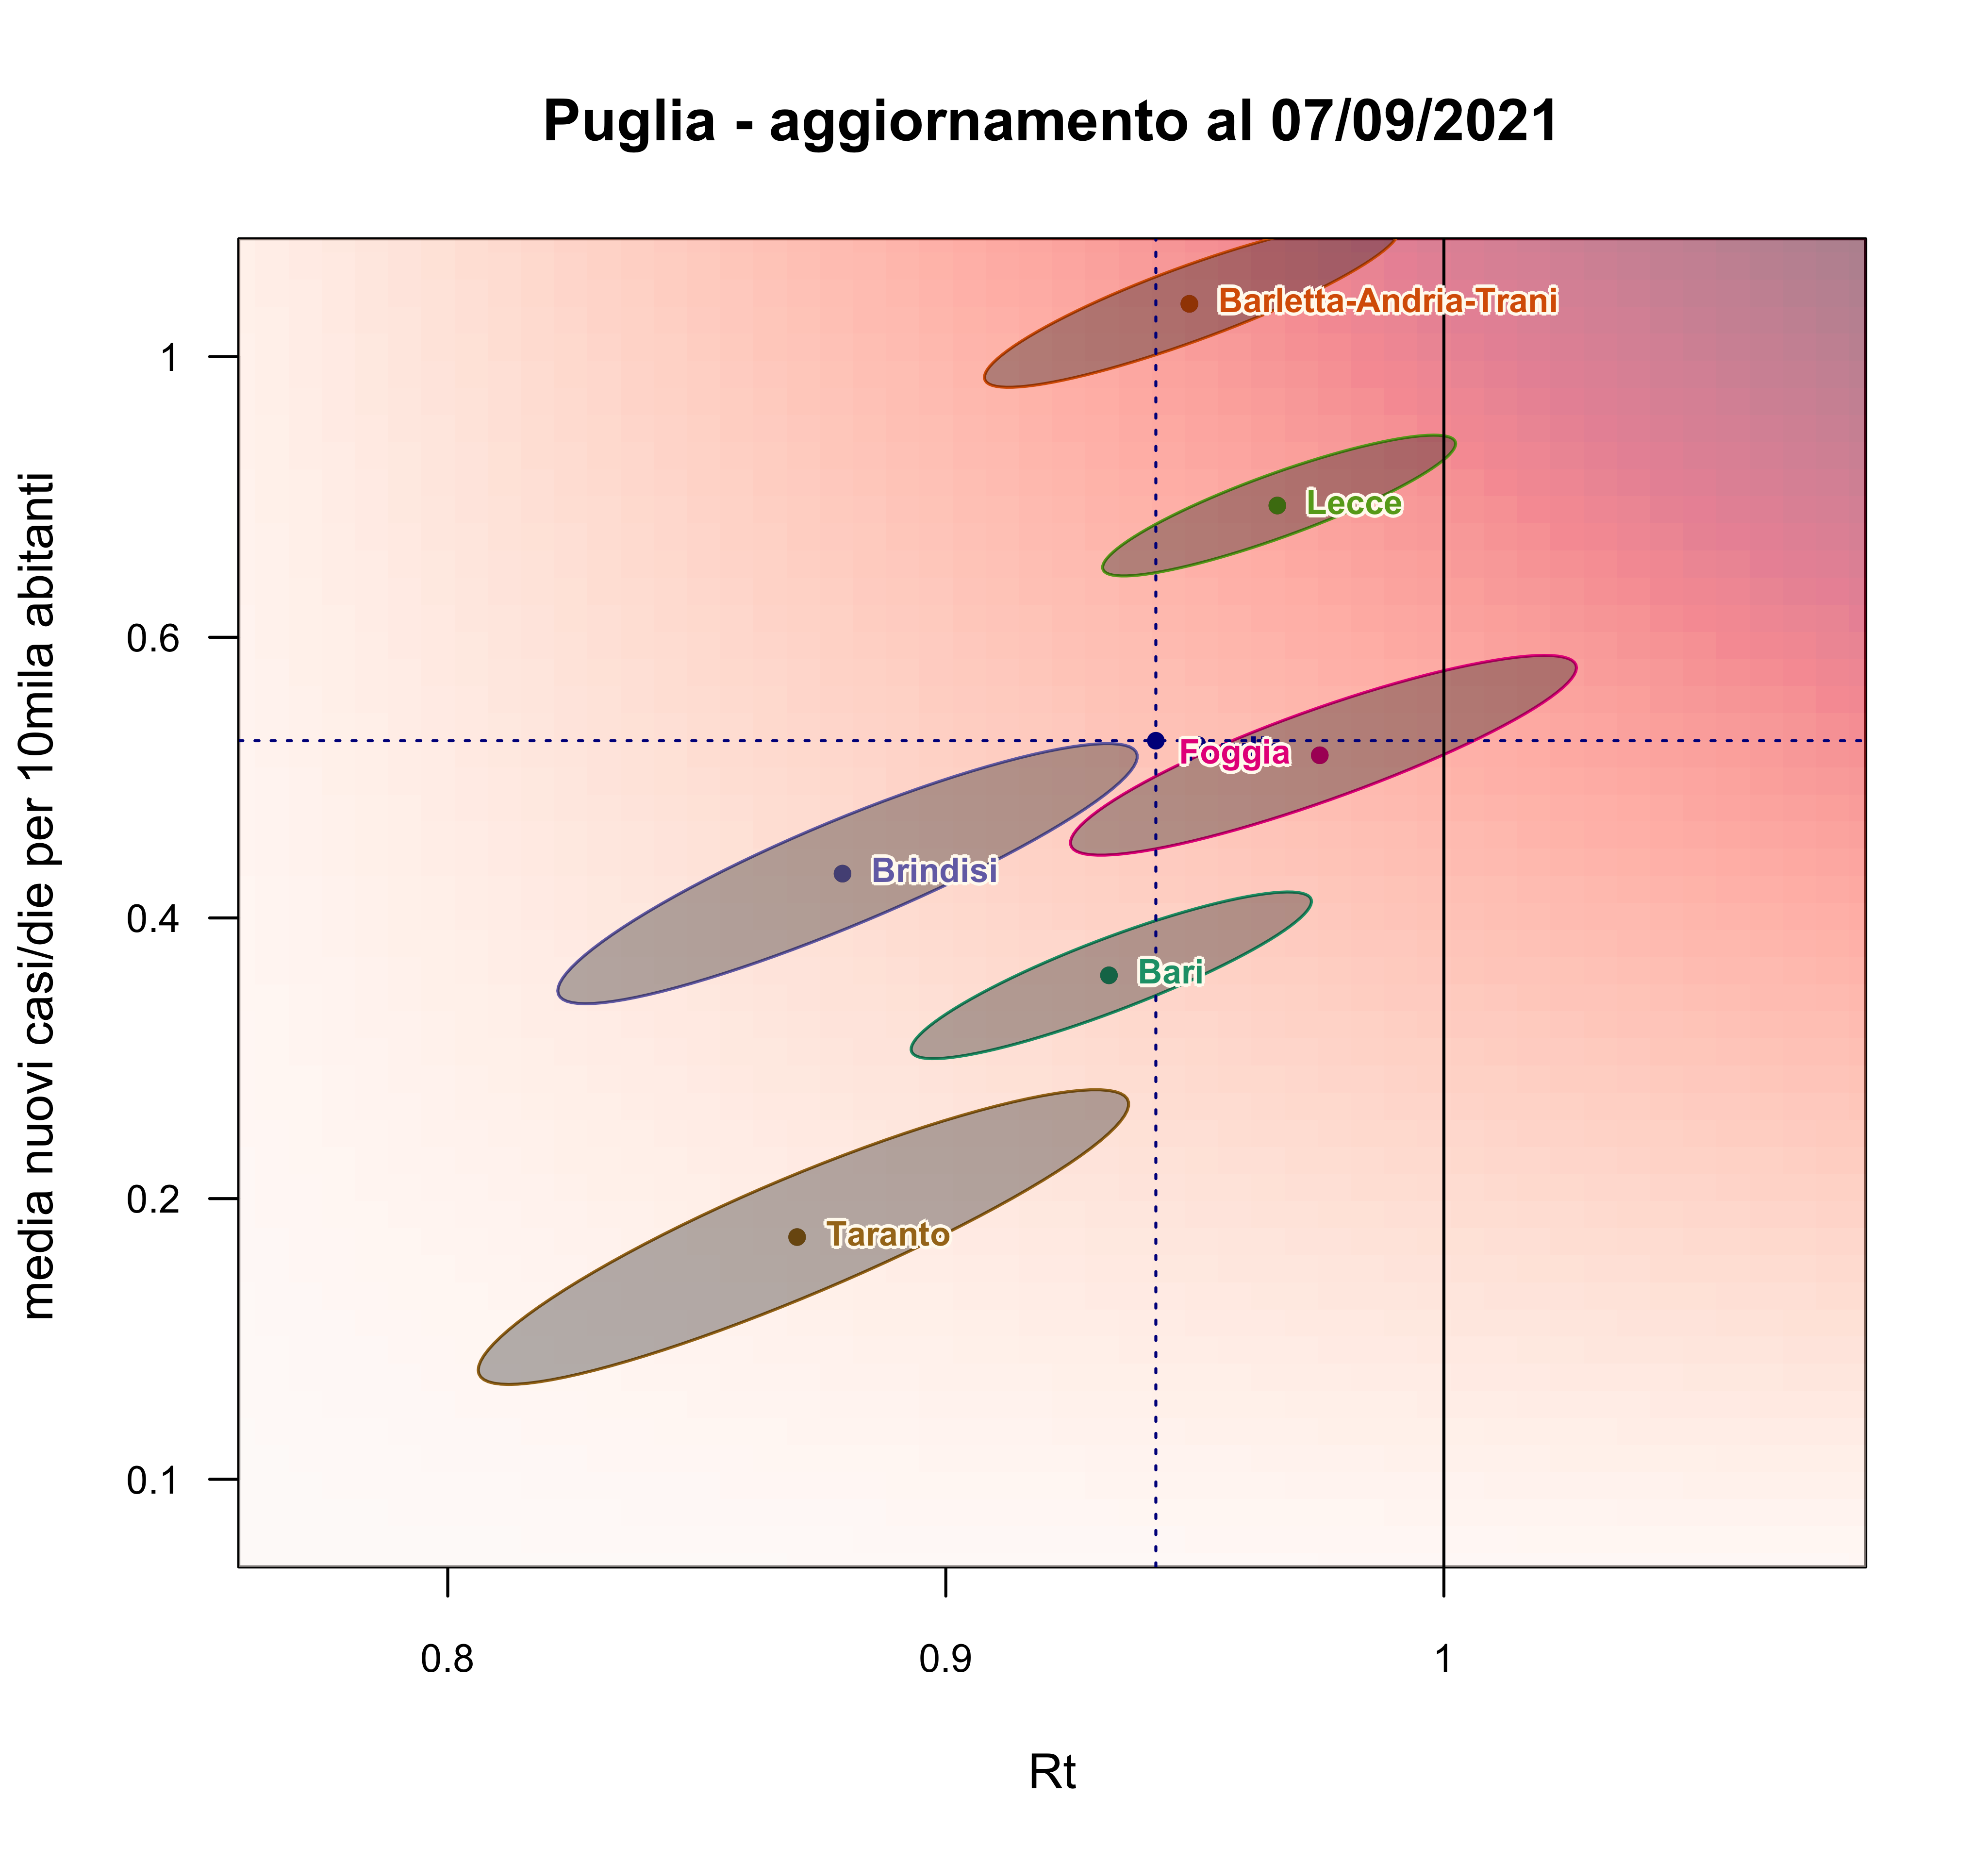 Puglia - aggiornamento al 07/09/2021
media nuovi casi/die per 10mila abitanti
1
0.6
0.4
0.2
0.1
Barletta-Andria-Trani
Lecce
Foggia
Brindisi
Bari
Taranto
0.8
0.9
1
Rt